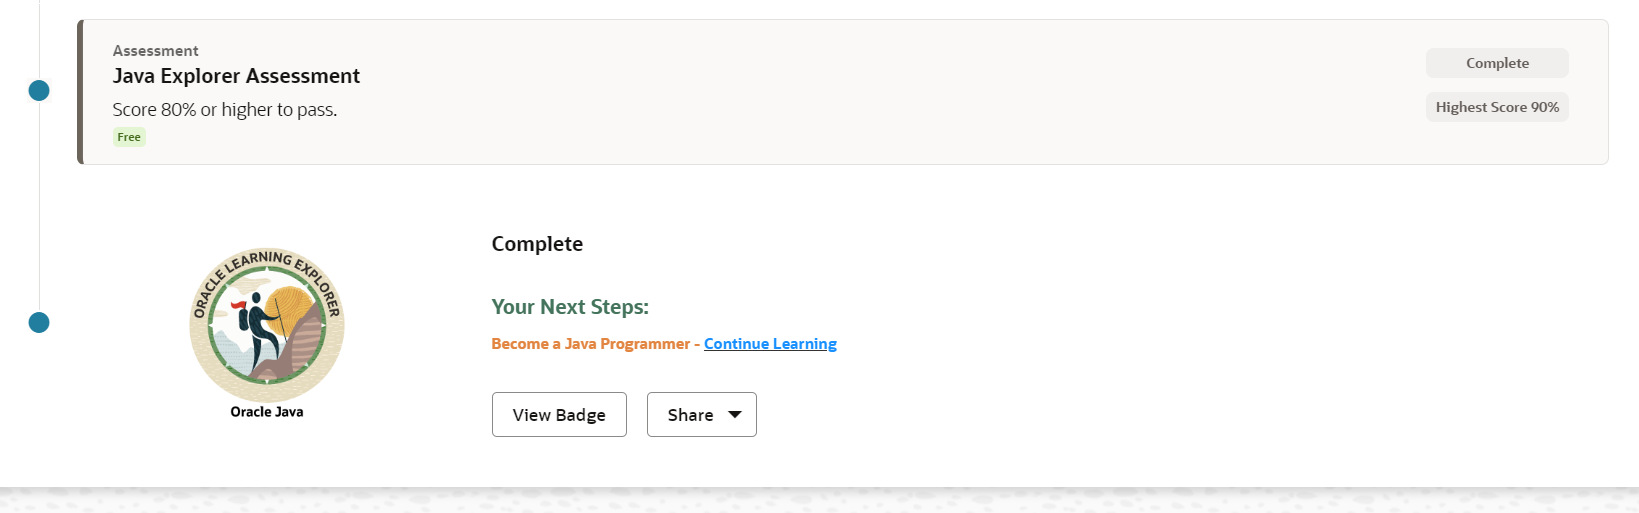 Assessment
Java Explorer Assessment
Score 80% or higher to pass.
Free
Complete
Highest Score 90%
ORACLE LEARNING EXPLORER
Oracle Java
Complete
Your Next Steps:
Become a Java Programmer - Continue Learning
View Badge
Share